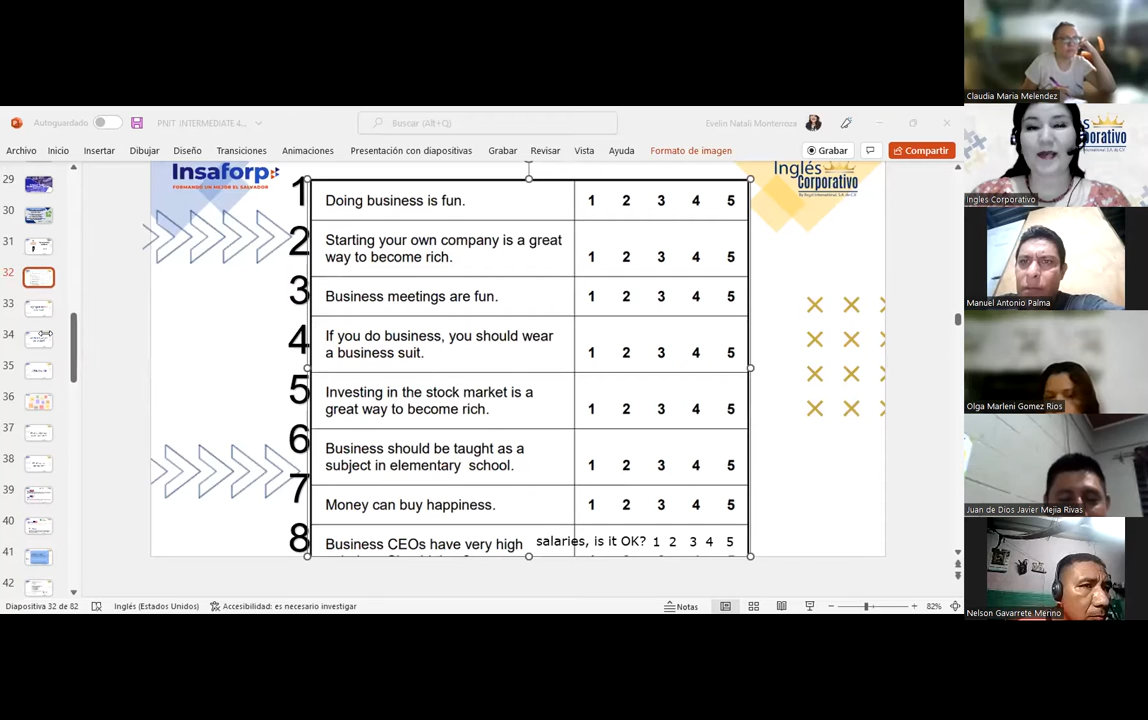 Autoguardado
PNIT INTERMEDIATE 4...
Buscar (Alt+Q)
Evelin Natali Monterroza
Archivo
Inicio
Insertar
Dibujar
Diseño
Transiciones
Animaciones
Presentación con diapositivas
Grabar
Revisar
Vista
Ayuda
Formato de imagen
Grabar
Compartir
29
30
31
32
33
34
35
36
37
38
39
40
41
42
Insaforp
FORMANDO UN MEJOR EL SALVADOR
Inglés
Corporativo
1 Doing business is fun. 1 2 3 4 5
2 Starting your own company is a great
way to become rich. 1 2 3 4 5
3 Business meetings are fun. 1 2 3 4 5
4 If you do business, you should wear
a business suit. 1 2 3 4 5
5 Investing in the stock market is a
great way to become rich. 1 2 3 4 5
6 Business should be taught as a
subject in elementary school. 1 2 3 4 5
7 Money can buy happiness. 1 2 3 4 5
8 Business CEOs have very high salaries, is it OK? 1 2 3 4 5
Diapositiva 32 de 82
Inglés (Estados Unidos)
Accesibilidad: es necesario investigar
Notas
82%
Claudia Maria Melendez
orporativo
Ingles Corporativo
Manuel Antonio Palma
Olga Marleni Gomez Rios
Juan de Dios Javier Mejia Rivas
Nelson Gavarrete Merino